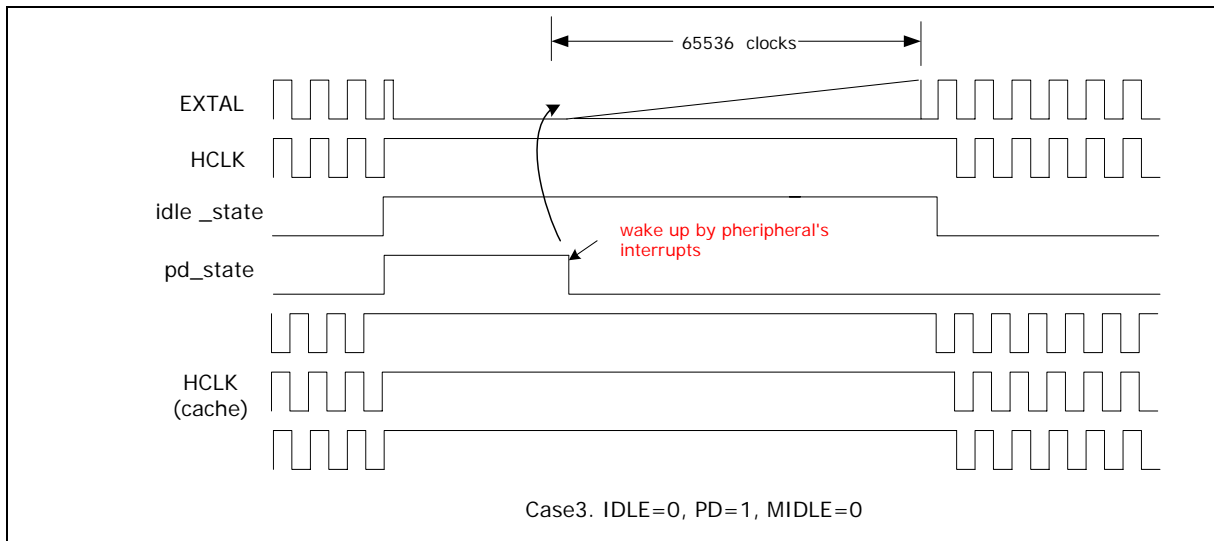 65536 clocks
EXTAL
HCLK
idle _state
wake up by pheripheral's
interrupts
pd_state
HCLK
(cache)
Case3. IDLE=0, PD=1, MIDLE=0